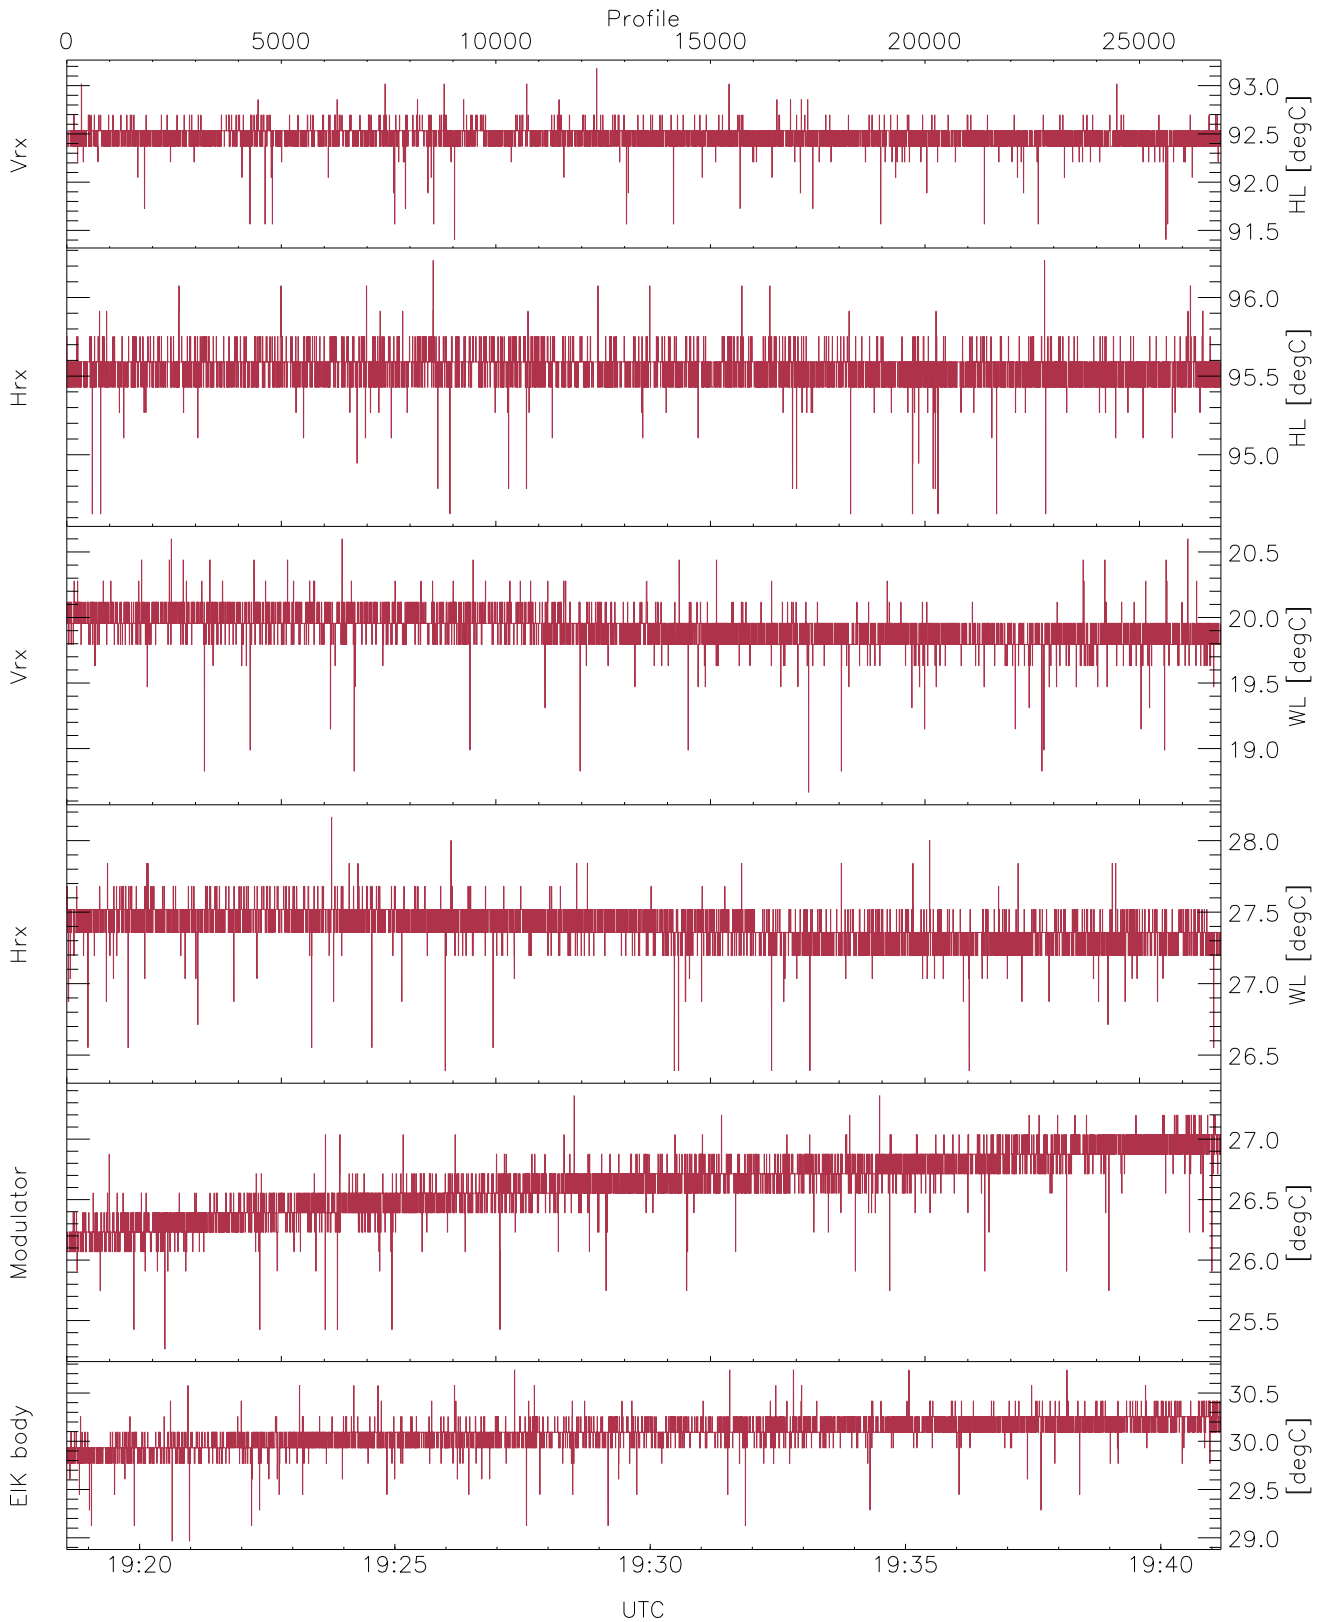 Profile
0 5000 10000 15000 20000 25000
Vrx
93.0
92.5
92.0
91.5
HL [degC]
Hrx
96.0
95.5
95.0
HL [degC]
Vrx
20.5
20.0
19.5
19.0
WL [degC]
Hrx
28.0
27.5
27.0
26.5
WL [degC]
Modulator
27.0
26.5
26.0
25.5
[degC]
EIK body
30.5
30.0
29.5
29.0
[degC]
19:20 19:25 19:30 19:35 19:40
UTC